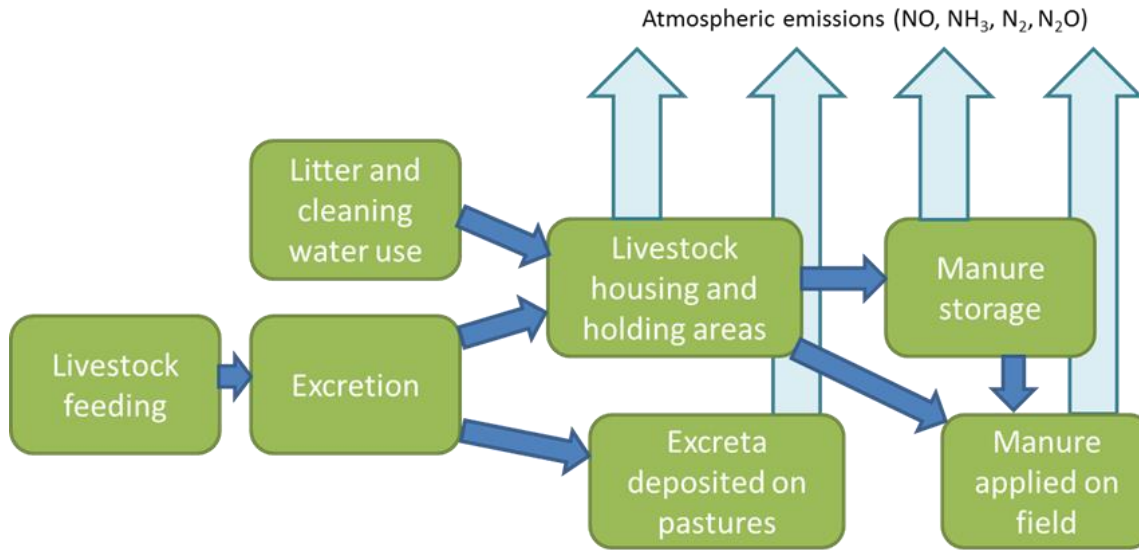 Atmospheric emissions (NO, NH₃, N₂, N₂O)
Litter and
cleaning
water use
Livestock
housing and
holding areas
Manure
storage
Livestock
feeding
Excretion
Excreta
deposited on
pastures
Manure
applied on
field